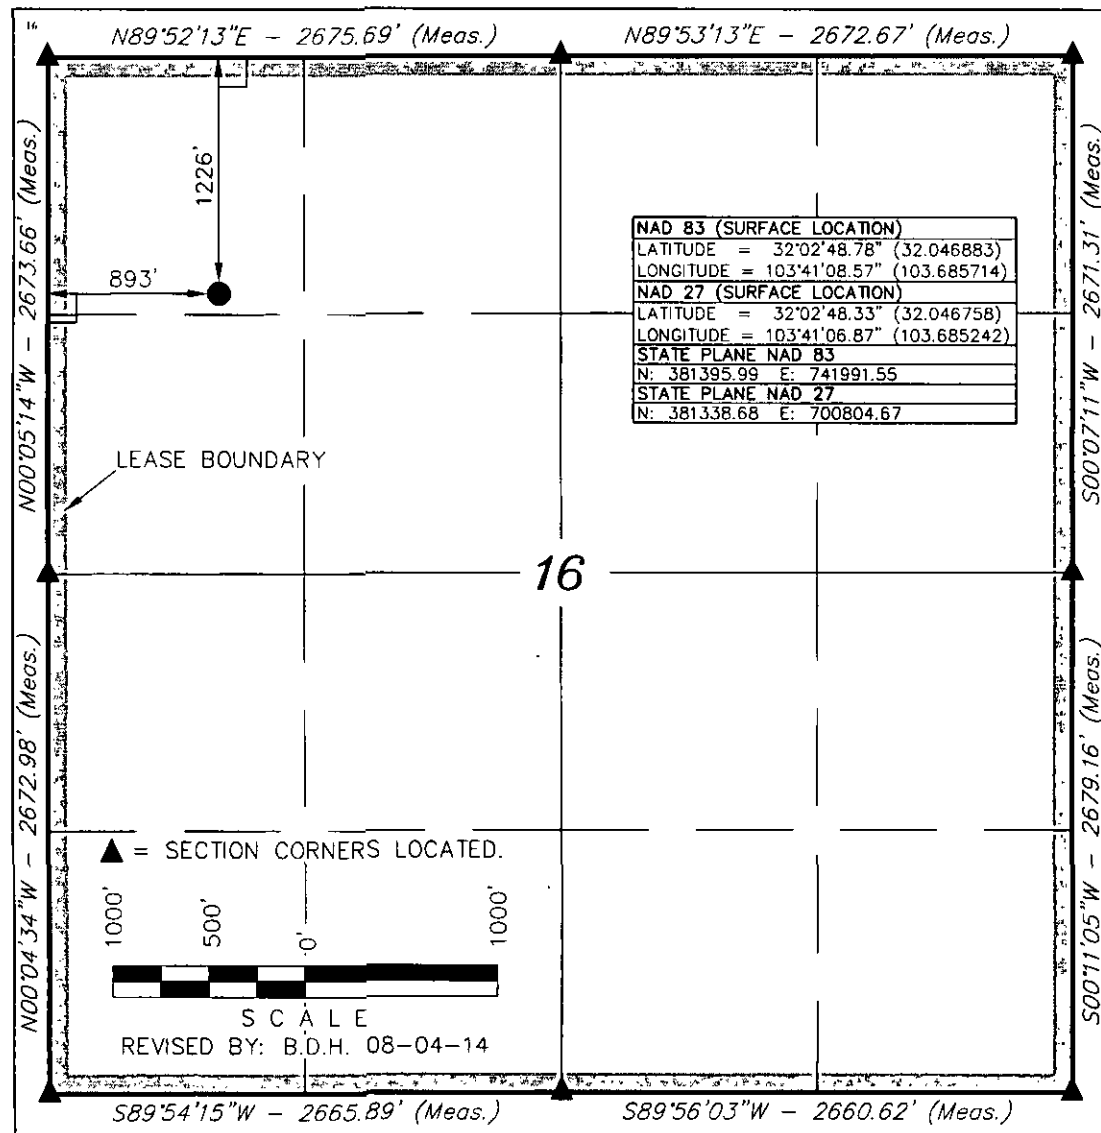 16
N89°52'13"E - 2675.69' (Meas.)
N89°53'13"E - 2672.67' (Meas.)
N00°05'14"W - 2673.66' (Meas.)
1226'
893'
NAD 83 (SURFACE LOCATION)
LATITUDE = 32°02'48.78" (32.046883)
LONGITUDE = 103°41'08.57" (103.685714)
NAD 27 (SURFACE LOCATION)
LATITUDE = 32°02'48.33" (32.046758)
LONGITUDE = 103°41'06.87" (103.685242)
STATE PLANE NAD 83
N: 381395.99 E: 741991.55
STATE PLANE NAD 27
N: 381338.68 E: 700804.67
S00°07'11"W - 2671.31' (Meas.)
LEASE BOUNDARY
16
N00°04'34"W - 2672.98' (Meas.)
S00°11'05"W - 2679.16' (Meas.)
▲ = SECTION CORNERS LOCATED.
1000' 500' 0' 1000'
SCALE
REVISED BY: B.D.H. 08-04-14
S89°54'15"W - 2665.89' (Meas.)
S89°56'03"W - 2660.62' (Meas.)